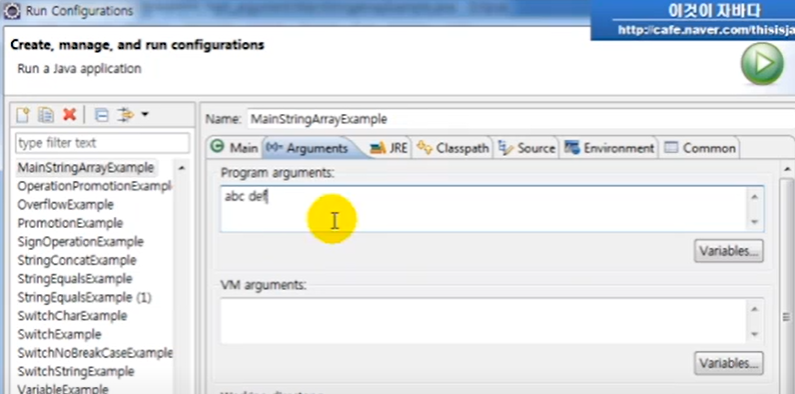 Run Configurations
이것이 자바다
http://cafe.naver.com/thisisja
Create, manage, and run configurations
Run a Java application
type filter text
MainStringArrayExample
OperationPromotionExampl
OverflowExample
PromotionExample
SignOperationExample
StringConcatExample
StringEqualsExample
StringEqualsExample (1)
SwitchCharExample
SwitchExample
SwitchNoBreakCaseExample
SwitchStringExample
VariableExample
Name: MainStringArrayExample
Main Arguments JRE Classpath Source Environment Common
Program arguments:
abc def
Variables...
VM arguments:
Variables...